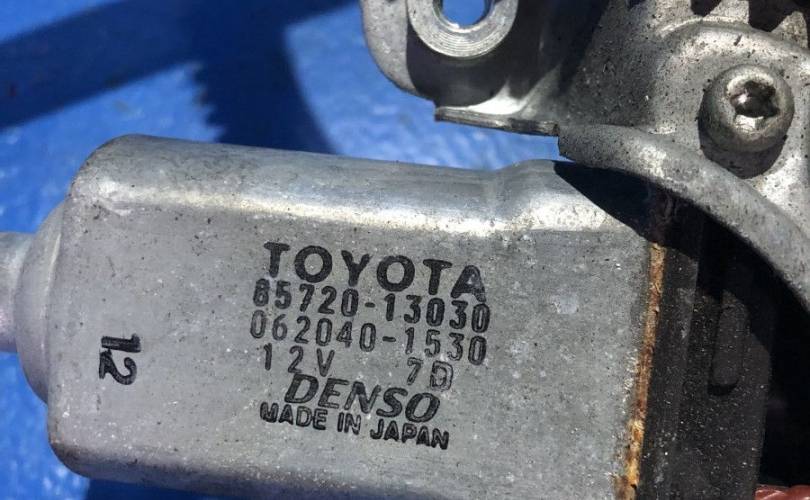 TOYOTA
85720-13030
062040-1530
12V 7D
DENSO
MADE IN JAPAN
12